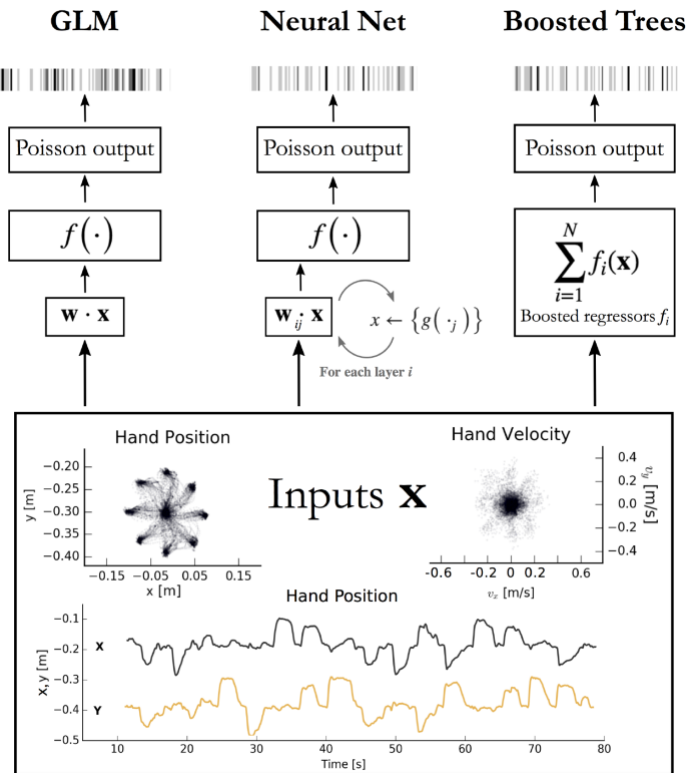 GLM Neural Net Boosted Trees
Poisson output Poisson output Poisson output
f(·) f(·) ∑ᵢ₌₁ᴺ fᵢ(𝐱)
Boosted regressors fᵢ
𝐰 · 𝐱 𝐰ᵢⱼ · 𝐱 x ← {g(·ⱼ)}
For each layer i
Hand Position Hand Velocity
Inputs 𝐱
y [m]
−0.20
−0.25
−0.30
−0.35
−0.40
−0.15 −0.05 0.05 0.15
x [m]
0.4
0.2
0.0
−0.2
−0.4
v_y [m/s]
-0.6 -0.2 0 0.2 0.6
vₓ [m/s]
Hand Position
x,y [m]
−0.1
−0.2
−0.3
−0.4
−0.5
X
Y
10 20 30 40 50 60 70 80
Time [s]